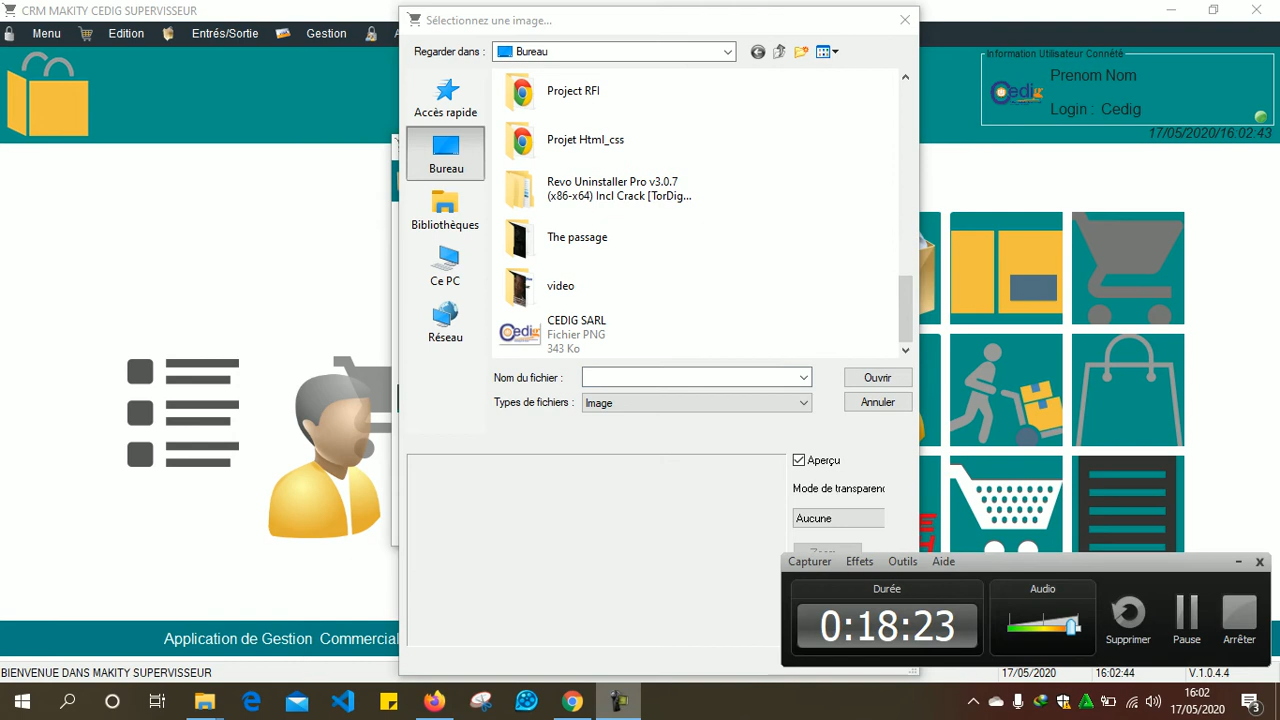 CRM MAKITY CEDIG SUPERVISSEUR
Sélectionnez une image...
Menu
Edition
Entrés/Sortie
Gestion
A
Regarder dans :
Bureau
Information Utilisateur Connêté
Cedig
Prenom Nom
Login : Cedig
17/05/2020/16:02:43
Accès rapide
Bureau
Bibliothèques
Ce PC
Réseau
Project RFI
Projet Html_css
Revo Uninstaller Pro v3.0.7
(x86-x64) Incl Crack [TorDig...
The passage
video
Cedig
CEDIG SARL
Fichier PNG
343 Ko
Nom du fichier :
Ouvrir
Types de fichiers :
Image
Annuler
Aperçu
Mode de transparenc
Aucune
Capturer
Effets
Outils
Aide
Durée
Audio
0:18:23
Supprimer
Pause
Arrêter
Application de Gestion Commercial
BIENVENUE DANS MAKITY SUPERVISSEUR
17/05/2020
16:02:44
V.1.0.4.4
16:02
17/05/2020
3